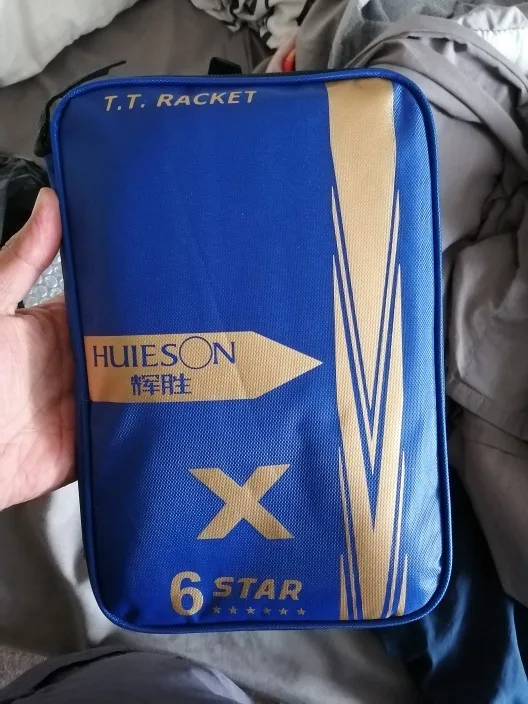 T.T. RACKET
HUIESON
辉胜
X
6 STAR